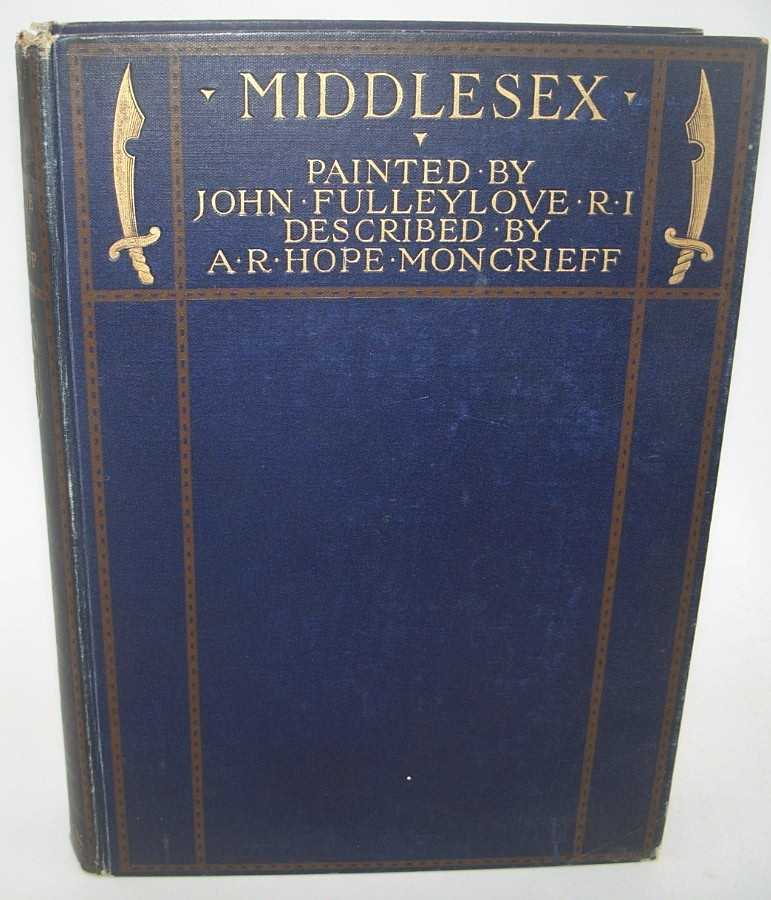 MIDDLESEX
PAINTED·BY
JOHN·FULLEYLOVE·R·I
DESCRIBED·BY
A·R·HOPE·MONCRIEFF